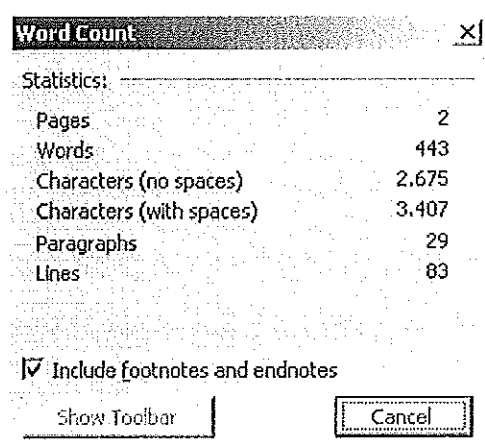 Word Count
Statistics:
Pages 2
Words 443
Characters (no spaces) 2.675
Characters (with spaces) 3.407
Paragraphs 29
Lines 83
Include footnotes and endnotes
Show Toolbar Cancel